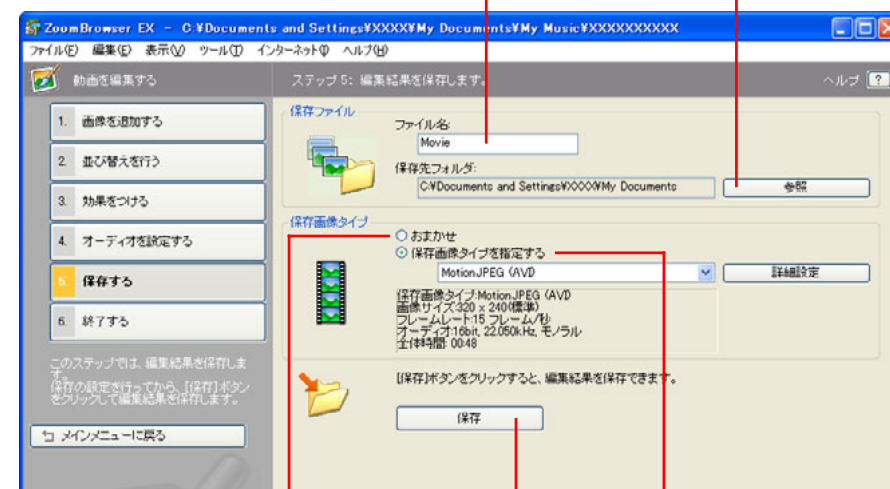 ZoomBrowser EX - C:¥Documents and Settings¥XXXX¥My Documents¥My Music¥XXXXXXXXXX
ファイル(F) 編集(E) 表示(V) ツール(T) インターネット(I) ヘルプ(H)
動画を編集する
ステップ 5: 編集結果を保存します。
ヘルプ ?
1. 画像を追加する
2. 並び替えを行う
3. 効果をつける
4. オーディオを設定する
5. 保存する
6. 終了する
このステップでは、編集結果を保存しま
す。
保存の設定を行ってから、[保存]ボタン
をクリックして編集結果を保存します。
メインメニューに戻る
保存ファイル
ファイル名:
Movie
保存先フォルダ:
C:¥Documents and Settings¥XXXX¥My Documents
参照
保存画像タイプ
おまかせ
保存画像タイプを指定する
MotionJPEG (AVI)
詳細設定
保存画像タイプ:MotionJPEG (AVI)
画像サイズ:320 x 240(標準)
フレームレート:15 フレーム/秒
オーディオ:16bit, 22.050kHz, モノラル
全体時間: 00:48
[保存]ボタンをクリックすると、編集結果を保存できます。
保存